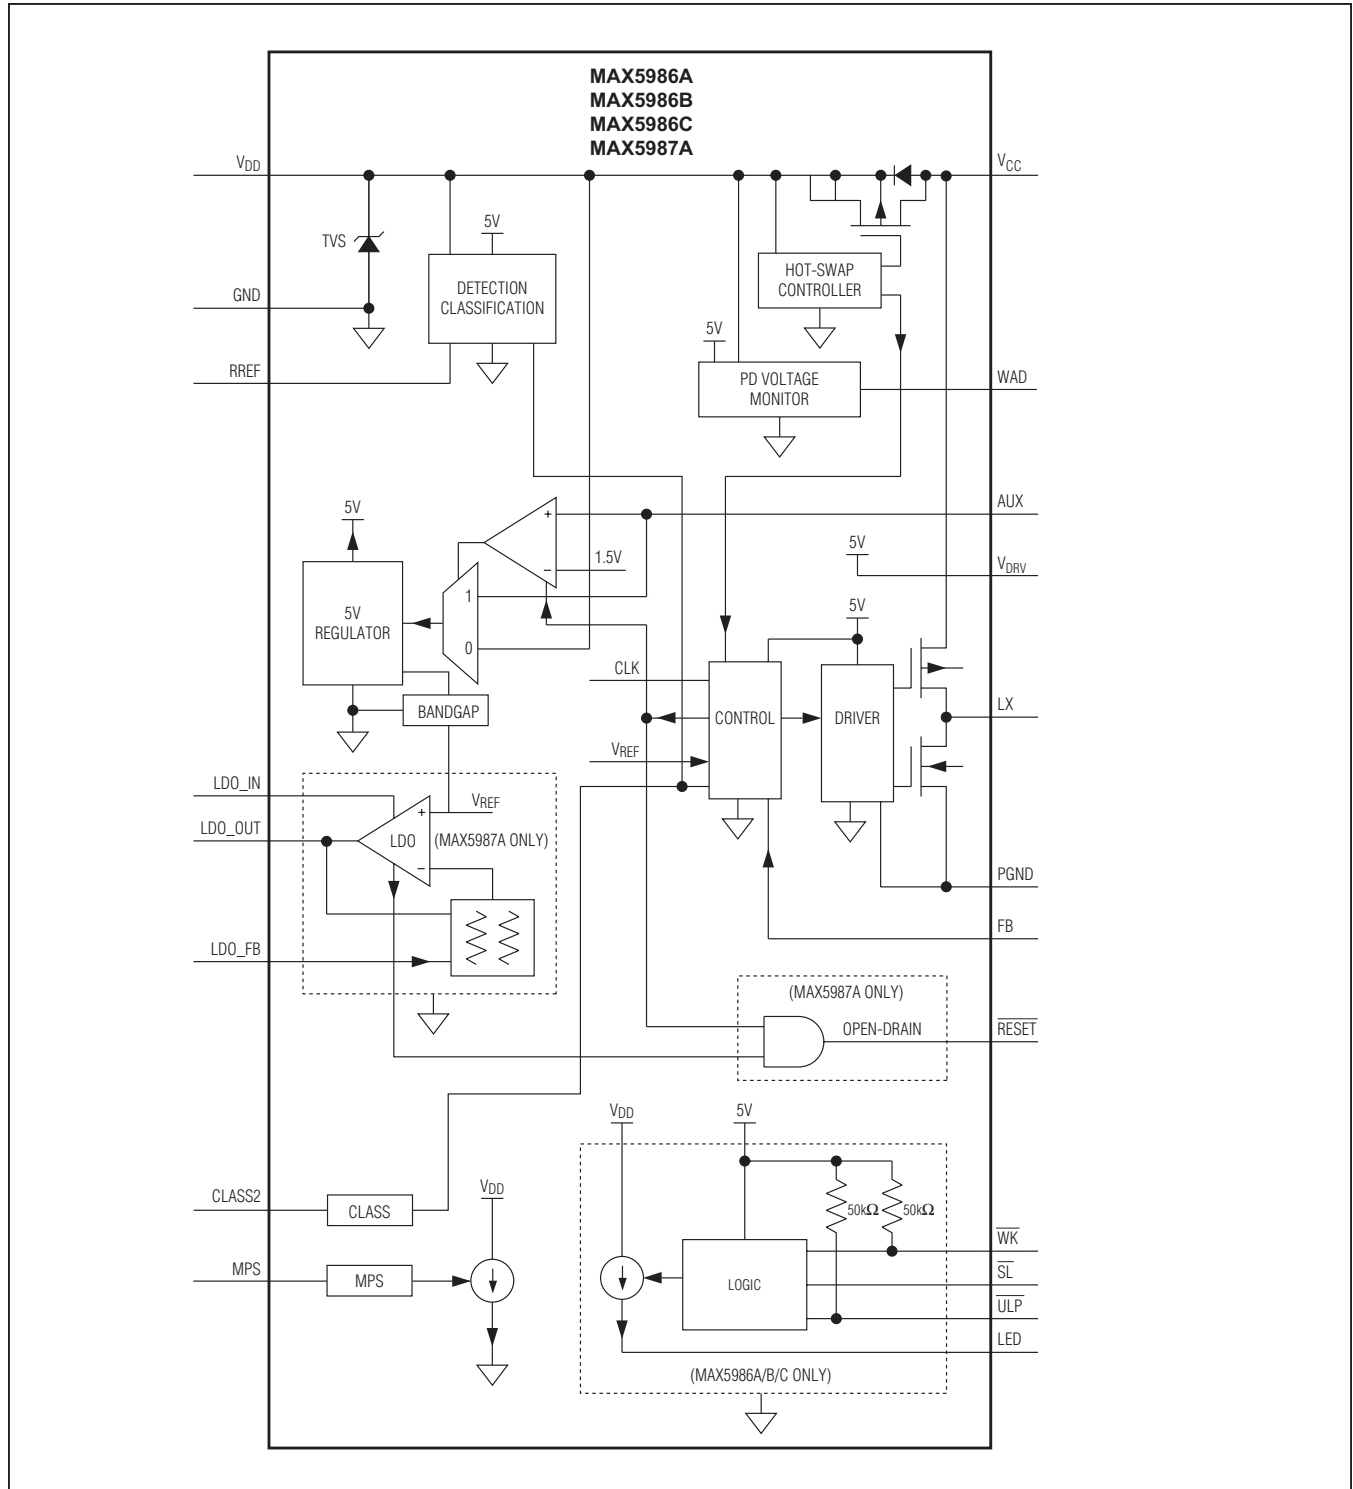 MAX5986A
MAX5986B
MAX5986C
MAX5987A
VDD
VCC
TVS
5V
DETECTION
CLASSIFICATION
HOT-SWAP
CONTROLLER
GND
5V
RREF
PD VOLTAGE
MONITOR
WAD
AUX
5V
+
−
1.5V
5V
VDRV
1
0
5V
REGULATOR
5V
CLK
BANDGAP
CONTROL
DRIVER
LX
VREF
LDO_IN
LDO_OUT
+
VREF
LDO
(MAX5987A ONLY)
−
PGND
FB
LDO_FB
(MAX5987A ONLY)
OPEN-DRAIN
RESET
VDD
5V
CLASS2
CLASS
VDD
50kΩ
50kΩ
WK
MPS
MPS
LOGIC
SL
ULP
LED
(MAX5986A/B/C ONLY)